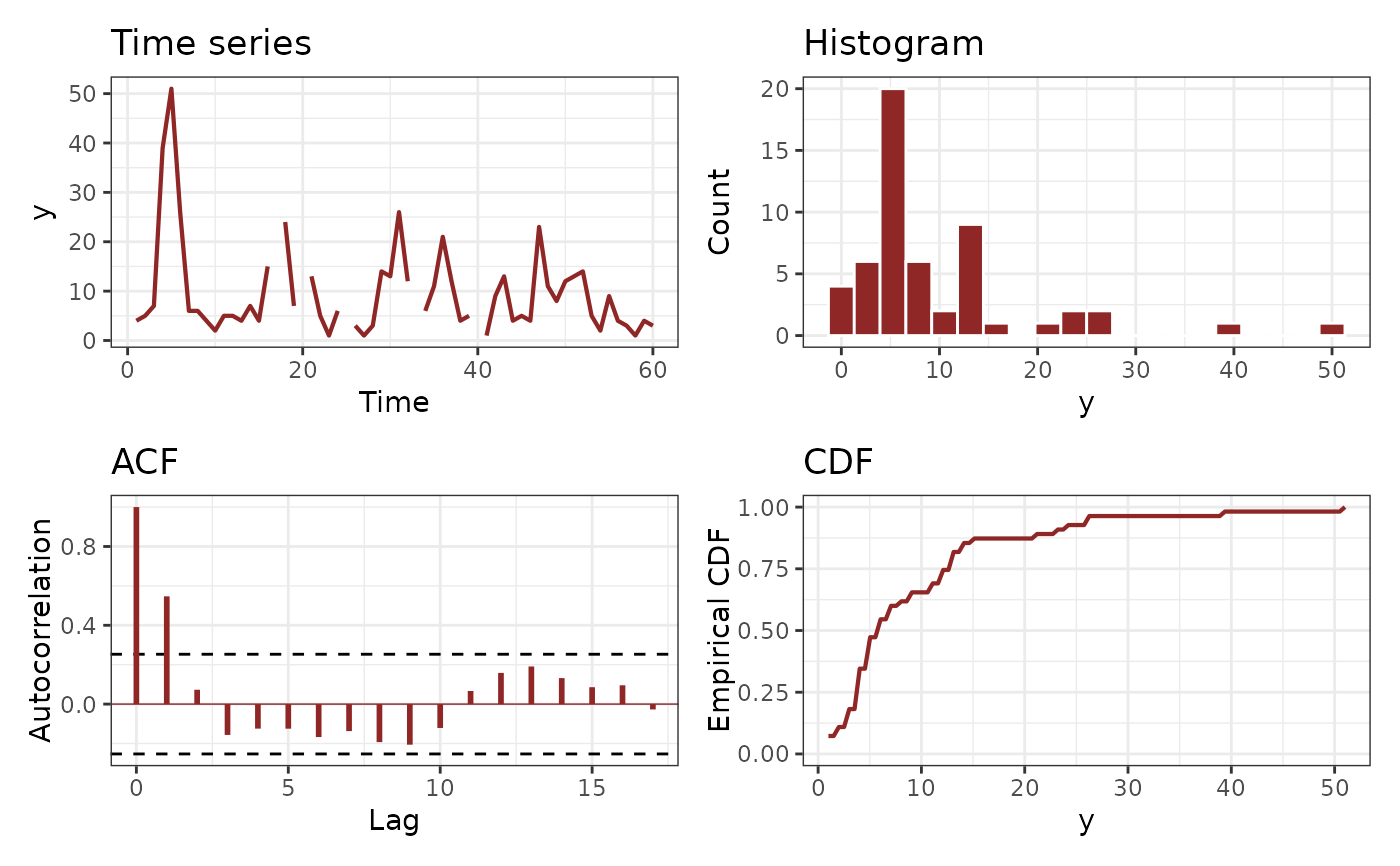 Time series
50
40
30
20
10
0
y
0 20 40 60
Time
Histogram
20
15
10
5
0
Count
0 10 20 30 40 50
y
ACF
0.8
0.4
0.0
Autocorrelation
0 5 10 15
Lag
CDF
1.00
0.75
0.50
0.25
0.00
Empirical CDF
0 10 20 30 40 50
y